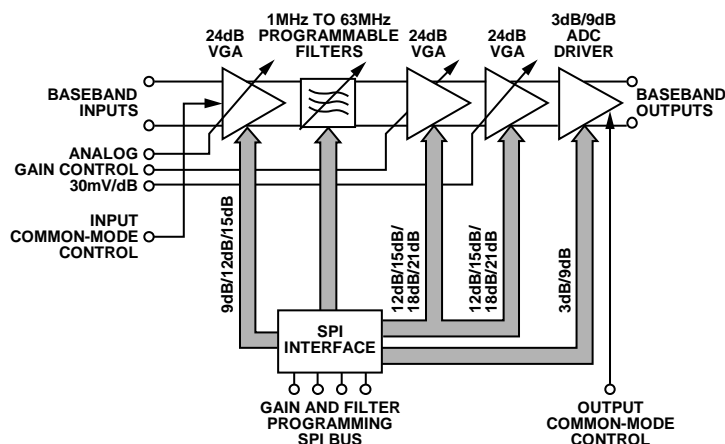 24dB
VGA
1MHz TO 63MHz
PROGRAMMABLE
FILTERS
24dB
VGA
24dB
VGA
3dB/9dB
ADC
DRIVER
BASEBAND
INPUTS
BASEBAND
OUTPUTS
ANALOG
GAIN CONTROL
30mV/dB
INPUT
COMMON-MODE
CONTROL
9dB/12dB/15dB
12dB/15dB/
18dB/21dB
12dB/15dB/
18dB/21dB
3dB/9dB
SPI
INTERFACE
GAIN AND FILTER
PROGRAMMING
SPI BUS
OUTPUT
COMMON-MODE
CONTROL